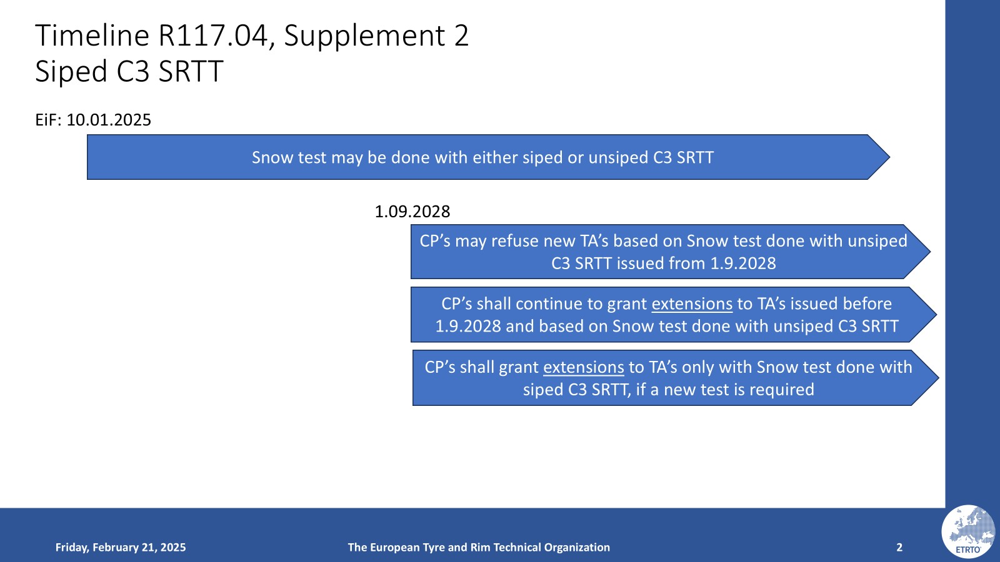 Timeline R117.04, Supplement 2
Siped C3 SRTT
EiF: 10.01.2025
Snow test may be done with either siped or unsiped C3 SRTT
1.09.2028
CP’s may refuse new TA’s based on Snow test done with unsiped
C3 SRTT issued from 1.9.2028
CP’s shall continue to grant extensions to TA’s issued before
1.9.2028 and based on Snow test done with unsiped C3 SRTT
CP’s shall grant extensions to TA’s only with Snow test done with
siped C3 SRTT, if a new test is required
Friday, February 21, 2025
The European Tyre and Rim Technical Organization
2
ETRTO